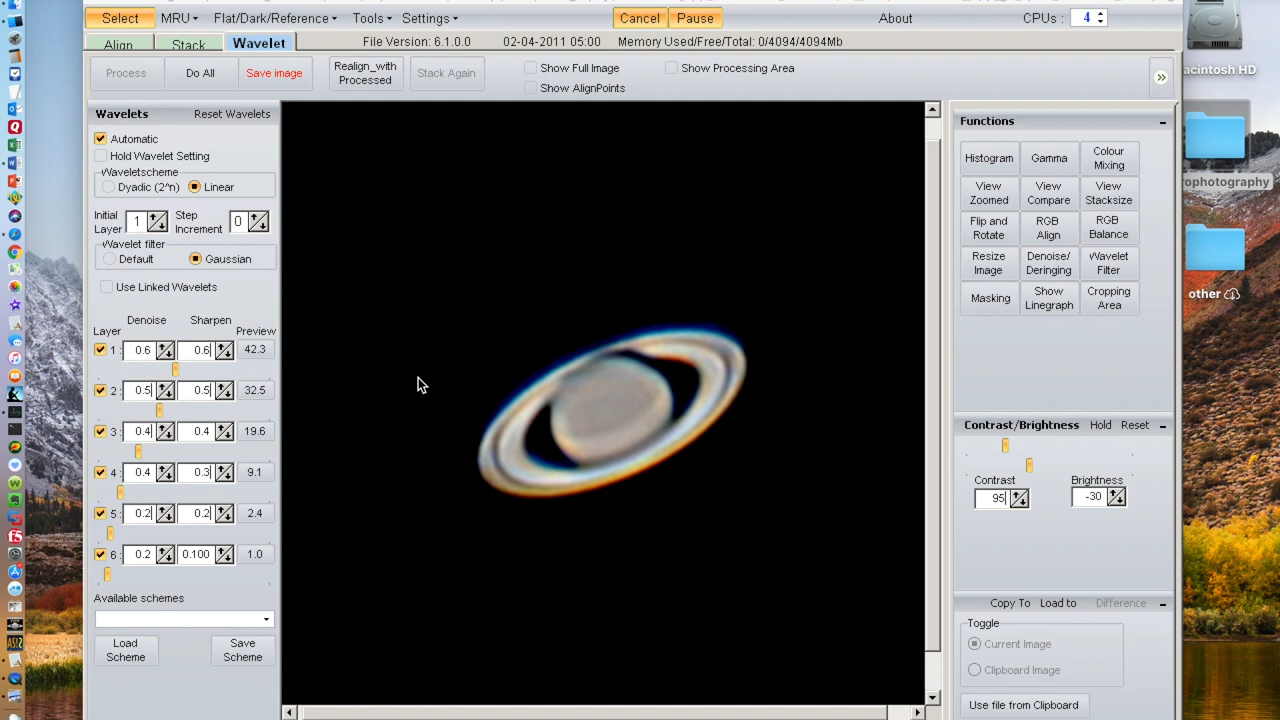 Select MRU Flat/Dark/Reference Tools Settings Cancel Pause About CPUs : 4
Align Stack Wavelet File Version: 6.1.0.0 02-04-2011 05:00 Memory Used/Free/Total: 0/4094/4094Mb
Process Do All Save image Realign_with Processed Stack Again
Show Full Image Show Processing Area
Show AlignPoints
acintosh HD
rophotography
other
Wavelets Reset Wavelets
Automatic
Hold Wavelet Setting
Waveletscheme
Dyadic (2^n) Linear
Initial Layer 1 Step Increment 0
Wavelet filter
Default Gaussian
Use Linked Wavelets
Denoise Sharpen
Layer Preview
1 : 0.6 0.6 42.3
2 : 0.5 0.5 32.5
3 : 0.4 0.4 19.6
4 : 0.4 0.3 9.1
5 : 0.2 0.2 2.4
6 : 0.2 0.100 1.0
Available schemes
Load Scheme Save Scheme
Functions
Histogram Gamma Colour Mixing
View Zoomed View Compare View Stacksize
Flip and Rotate RGB Align RGB Balance
Resize Image Denoise/ Deringing Wavelet Filter
Masking Show Linegraph Cropping Area
Contrast/Brightness Hold Reset
Contrast Brightness
95 -30
Copy To Load to Difference
Toggle
Current Image
Clipboard Image
Use file from Clipboard